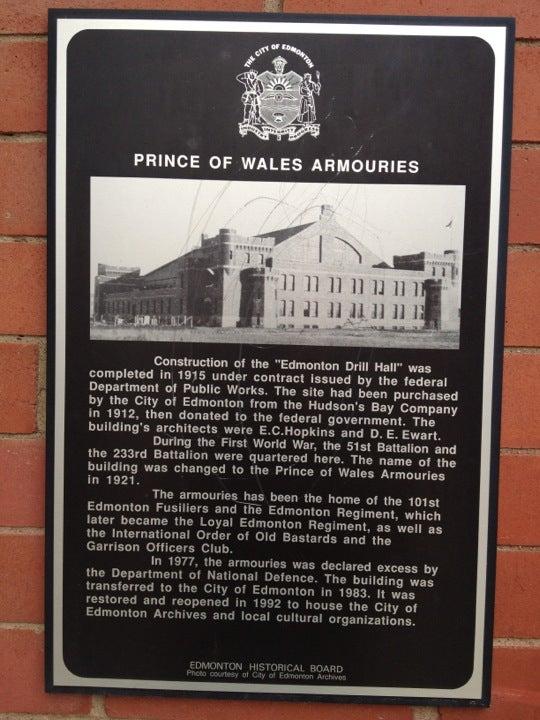 THE CITY OF EDMONTON
PRINCE OF WALES ARMOURIES
Construction of the "Edmonton Drill Hall" was
completed in 1915 under contract issued by the federal
Department of Public Works. The site had been purchased
by the City of Edmonton from the Hudson's Bay Company
in 1912, then donated to the federal government. The
building's architects were E.C.Hopkins and D.E. Ewart.
During the First World War, the 51st Battalion and
the 233rd Battalion were quartered here. The name of the
building was changed to the Prince of Wales Armouries
in 1921.
The armouries has been the home of the 101st
Edmonton Fusiliers and the Edmonton Regiment, which
later became the Loyal Edmonton Regiment, as well as
the International Order of Old Bastards and the
Garrison Officers Club.
In 1977, the armouries was declared excess by
the Department of National Defence. The building was
transferred to the City of Edmonton in 1983. It was
restored and reopened in 1992 to house the City of
Edmonton Archives and local cultural organizations.
EDMONTON HISTORICAL BOARD
Photo courtesy of City of Edmonton Archives